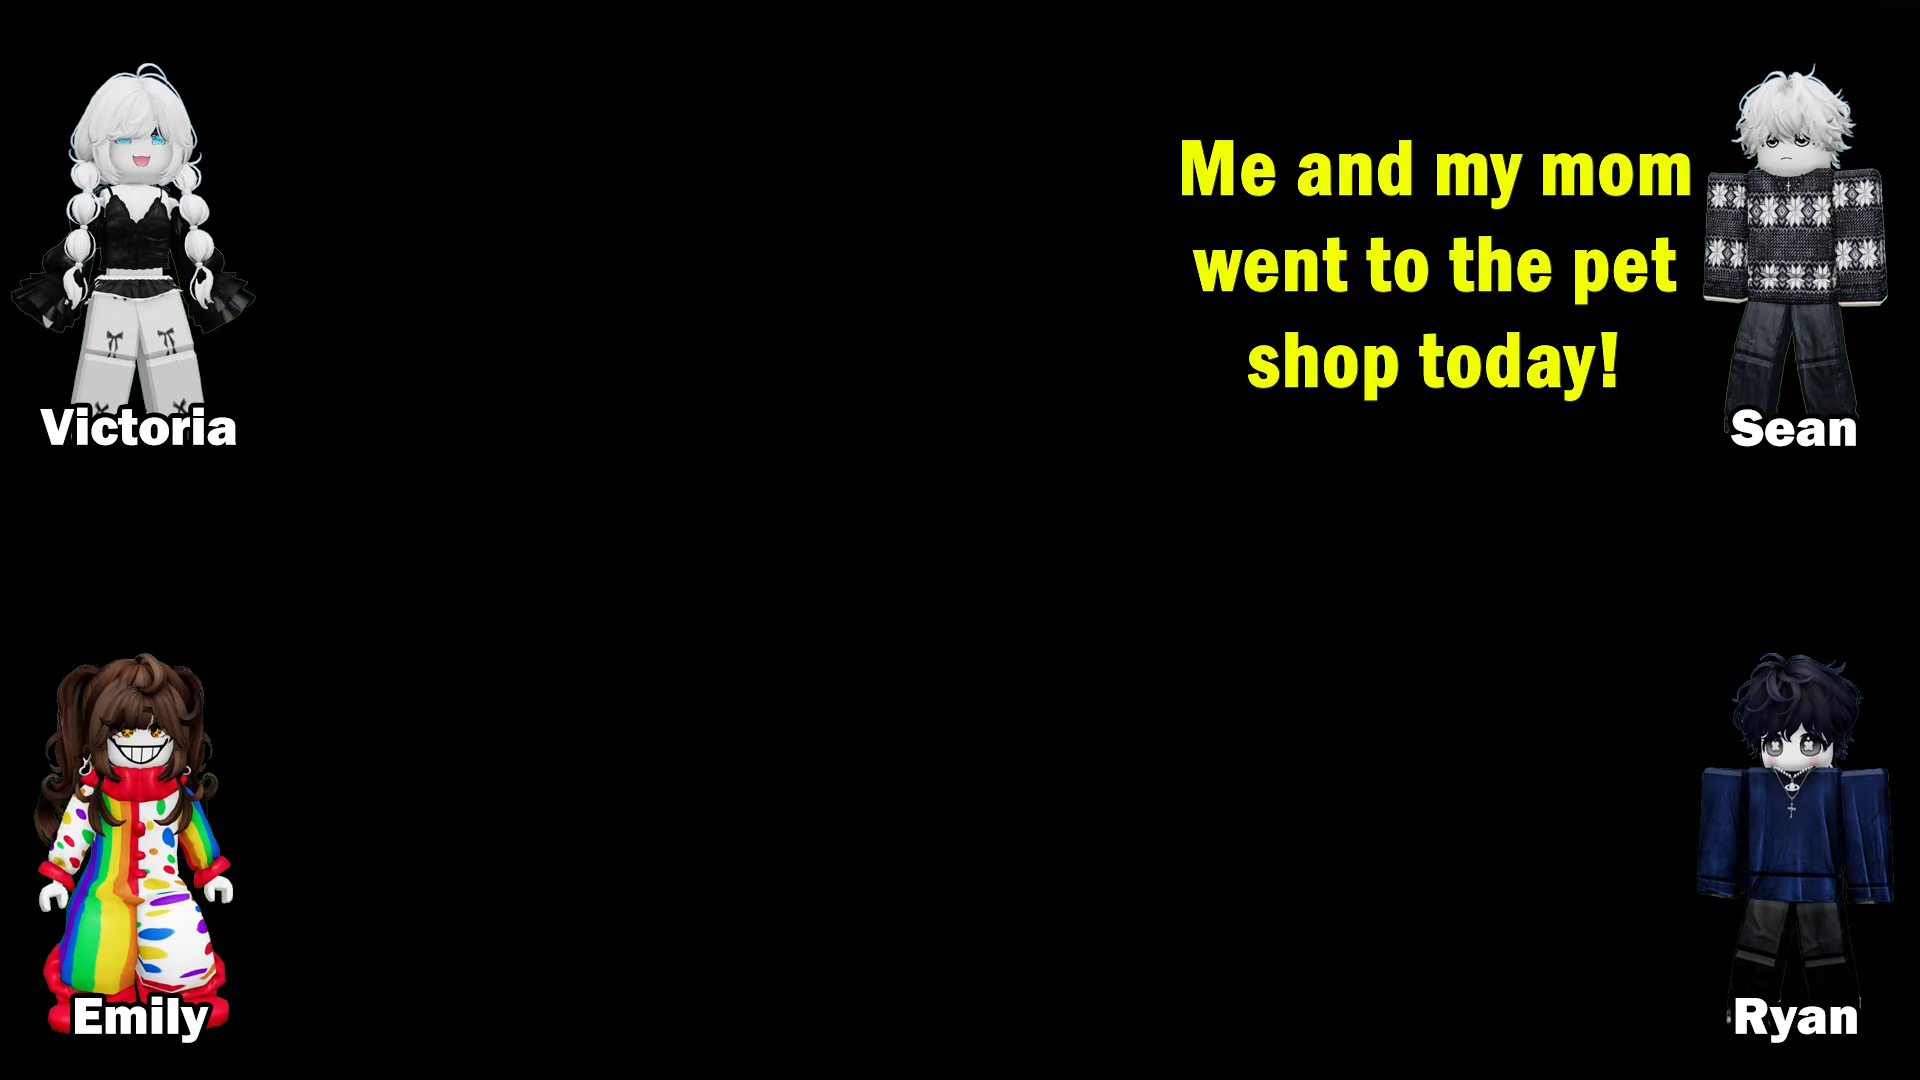 Me and my mom
went to the pet
shop today!
Victoria
Sean
Emily
Ryan